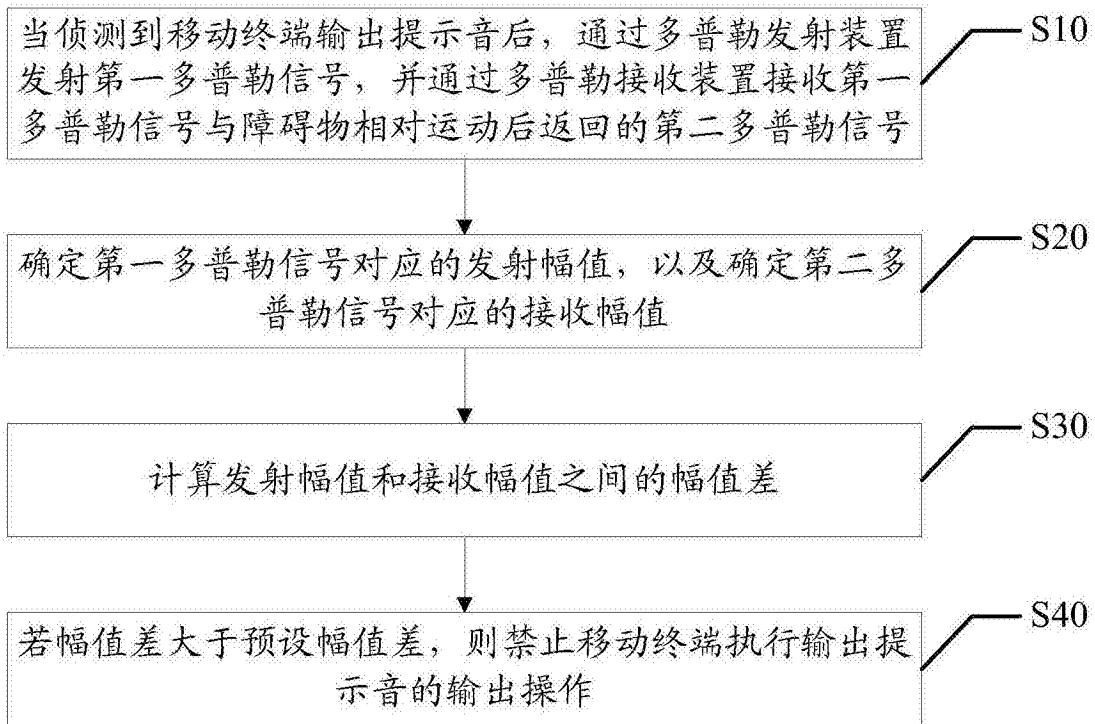 当侦测到移动终端输出提示音后，通过多普勒发射装置
发射第一多普勒信号，并通过多普勒接收装置接收第一
多普勒信号与障碍物相对运动后返回的第二多普勒信号
S10
确定第一多普勒信号对应的发射幅值，以及确定第二多
普勒信号对应的接收幅值
S20
计算发射幅值和接收幅值之间的幅值差
S30
若幅值差大于预设幅值差，则禁止移动终端执行输出提
示音的输出操作
S40